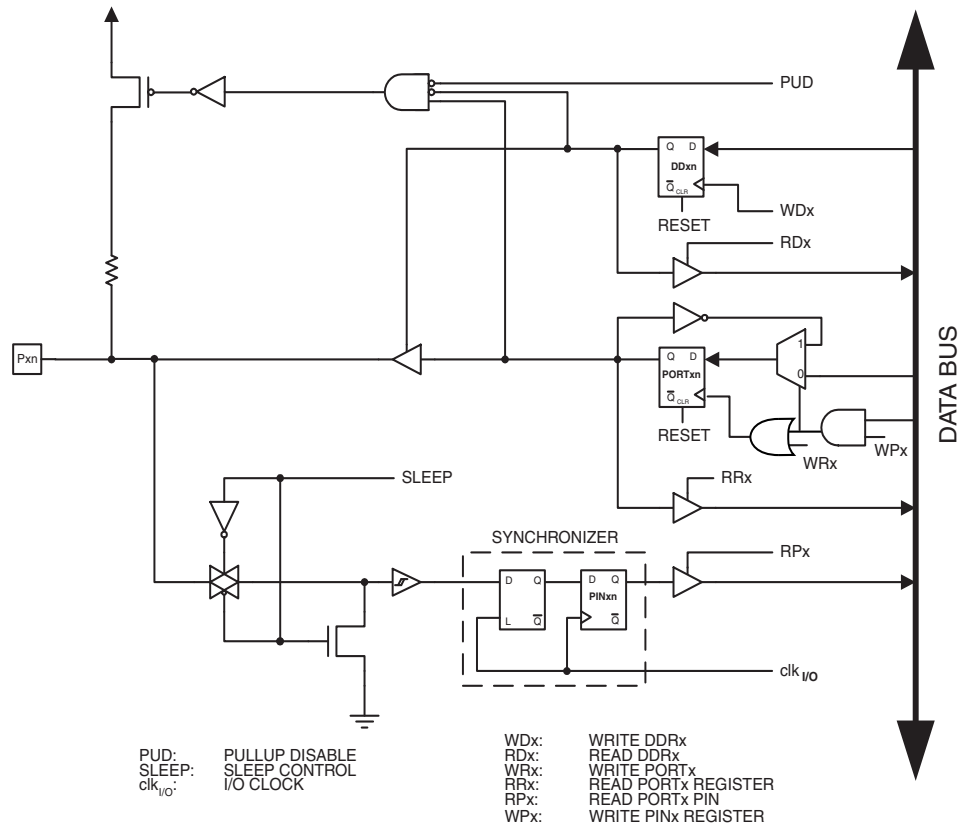 PUD
Q D
DDxn
Q CLR
WDx
RESET
RDx
Pxn
Q D
PORTxn
Q CLR
1
0
RESET
WRx
WPx
DATA BUS
RRx
SLEEP
SYNCHRONIZER
D Q
L Q
D Q
PINxn
Q
RPx
clk I/O
PUD: PULLUP DISABLE
SLEEP: SLEEP CONTROL
clkI/O: I/O CLOCK
WDx: WRITE DDRx
RDx: READ DDRx
WRx: WRITE PORTx
RRx: READ PORTx REGISTER
RPx: READ PORTx PIN
WPx: WRITE PINx REGISTER